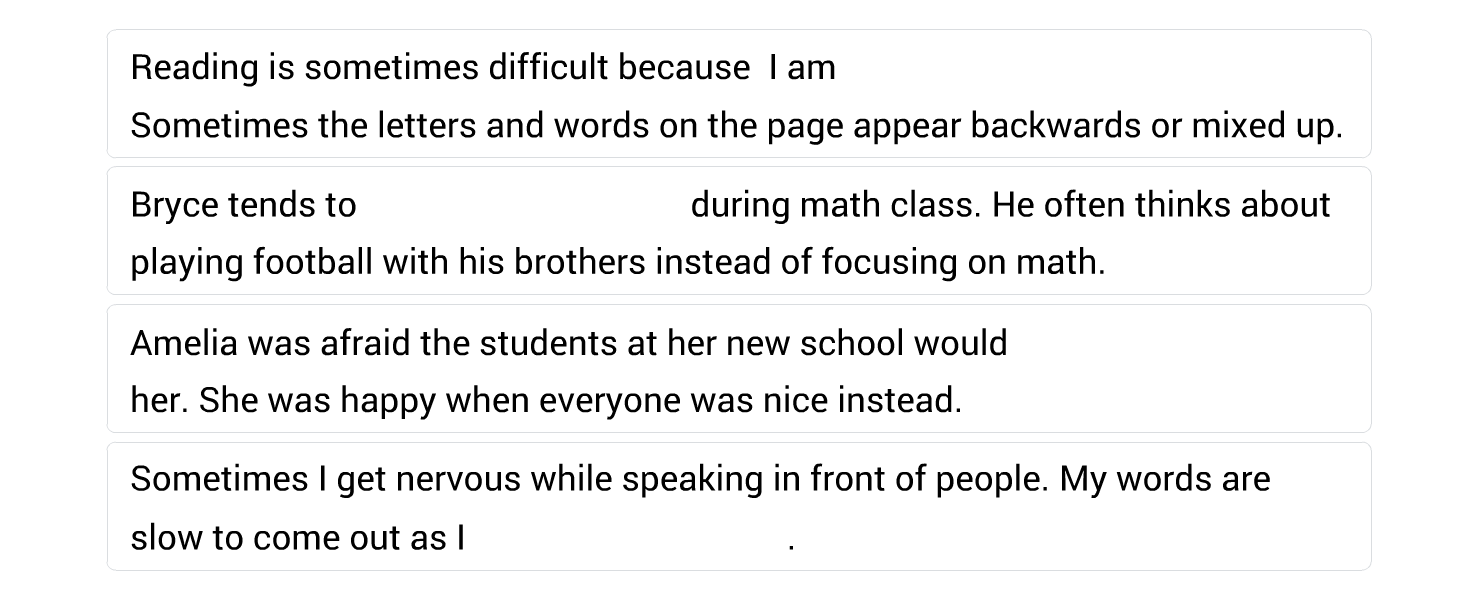 Reading is sometimes difficult because I am
Sometimes the letters and words on the page appear backwards or mixed up.
Bryce tends to during math class. He often thinks about
playing football with his brothers instead of focusing on math.
Amelia was afraid the students at her new school would
her. She was happy when everyone was nice instead.
Sometimes I get nervous while speaking in front of people. My words are
slow to come out as I .